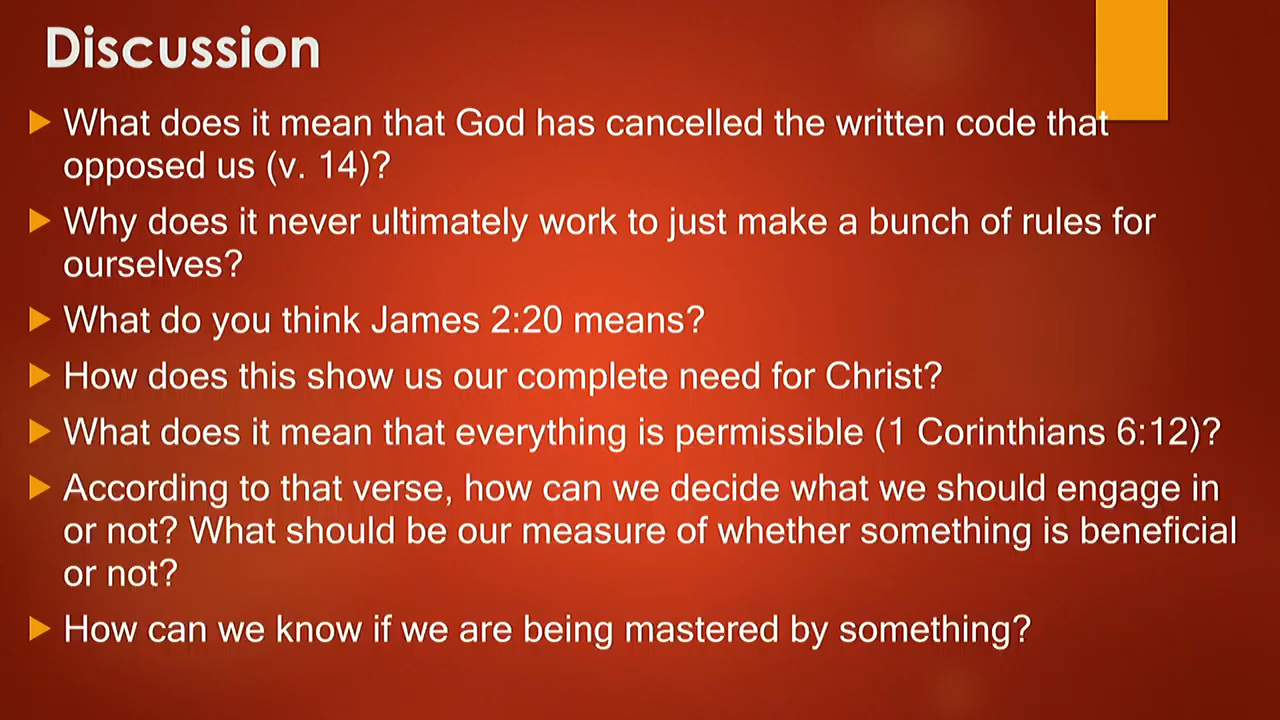 Discussion
What does it mean that God has cancelled the written code that
opposed us (v. 14)?
Why does it never ultimately work to just make a bunch of rules for
ourselves?
What do you think James 2:20 means?
How does this show us our complete need for Christ?
What does it mean that everything is permissible (1 Corinthians 6:12)?
According to that verse, how can we decide what we should engage in
or not? What should be our measure of whether something is beneficial
or not?
How can we know if we are being mastered by something?